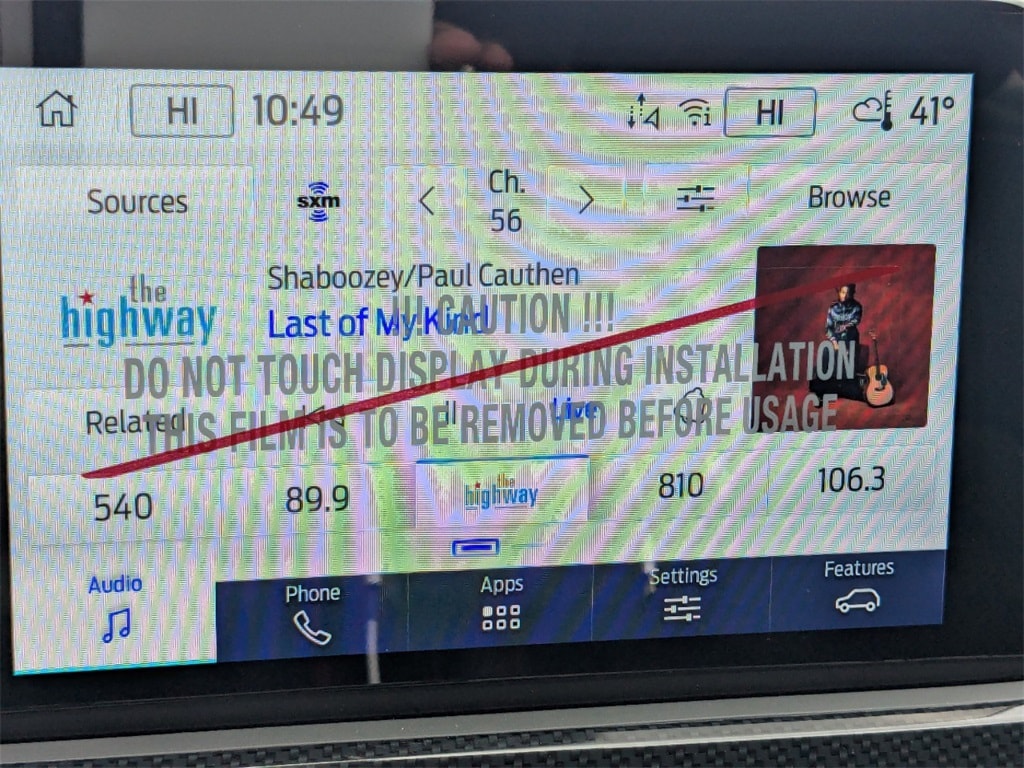 HI 10:49 HI 41°
Sources sxm Ch. 56 Browse
Shaboozey/Paul Cauthen
the highway
Last of My Kind
!!! CAUTION !!!
DO NOT TOUCH DISPLAY DURING INSTALLATION
THIS FILM IS TO BE REMOVED BEFORE USAGE
Related Live
540 89.9 the highway 810 106.3
Audio Phone Apps Settings Features